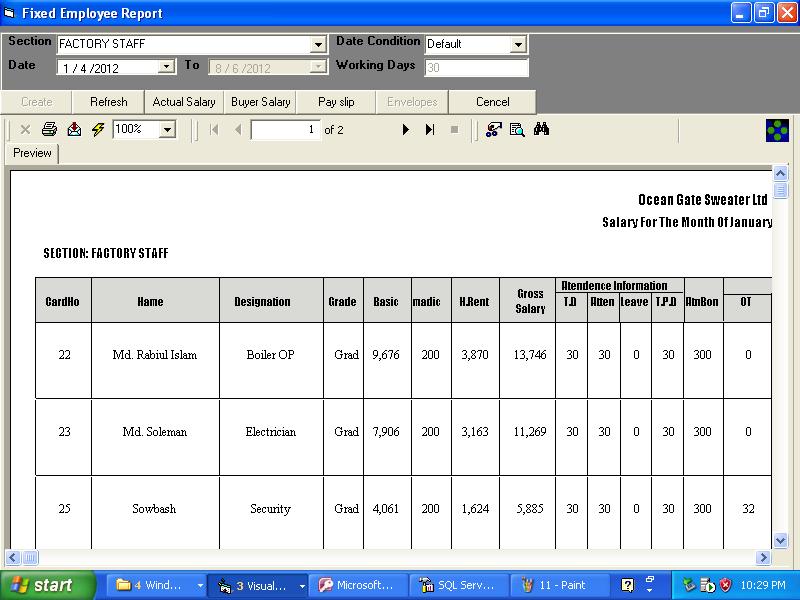 Fixed Employee Report
Section FACTORY STAFF Date Condition Default
Date 1 / 4 /2012 To 8 / 6 /2012 Working Days 30
Create Refresh Actual Salary Buyer Salary Pay slip Envelopes Cancel
100% 1 of 2
Preview
Ocean Gate Sweater Ltd
Salary For The Month Of January
SECTION: FACTORY STAFF
CardNo Name Designation Grade Basic madic H.Rent Gross Salary Atendence Information T.D Atten Leave T.P.D AtnBon OT
22 Md. Rabiul Islam Boiler OP Grad 9,676 200 3,870 13,746 30 30 0 30 300 0
23 Md. Soleman Electrician Grad 7,906 200 3,163 11,269 30 30 0 30 300 0
25 Sowbash Security Grad 4,061 200 1,624 5,885 30 30 0 30 300 32
start 4 Wind... 3 Visual... Microsoft... SQL Serv... 11 - Paint 10:29 PM